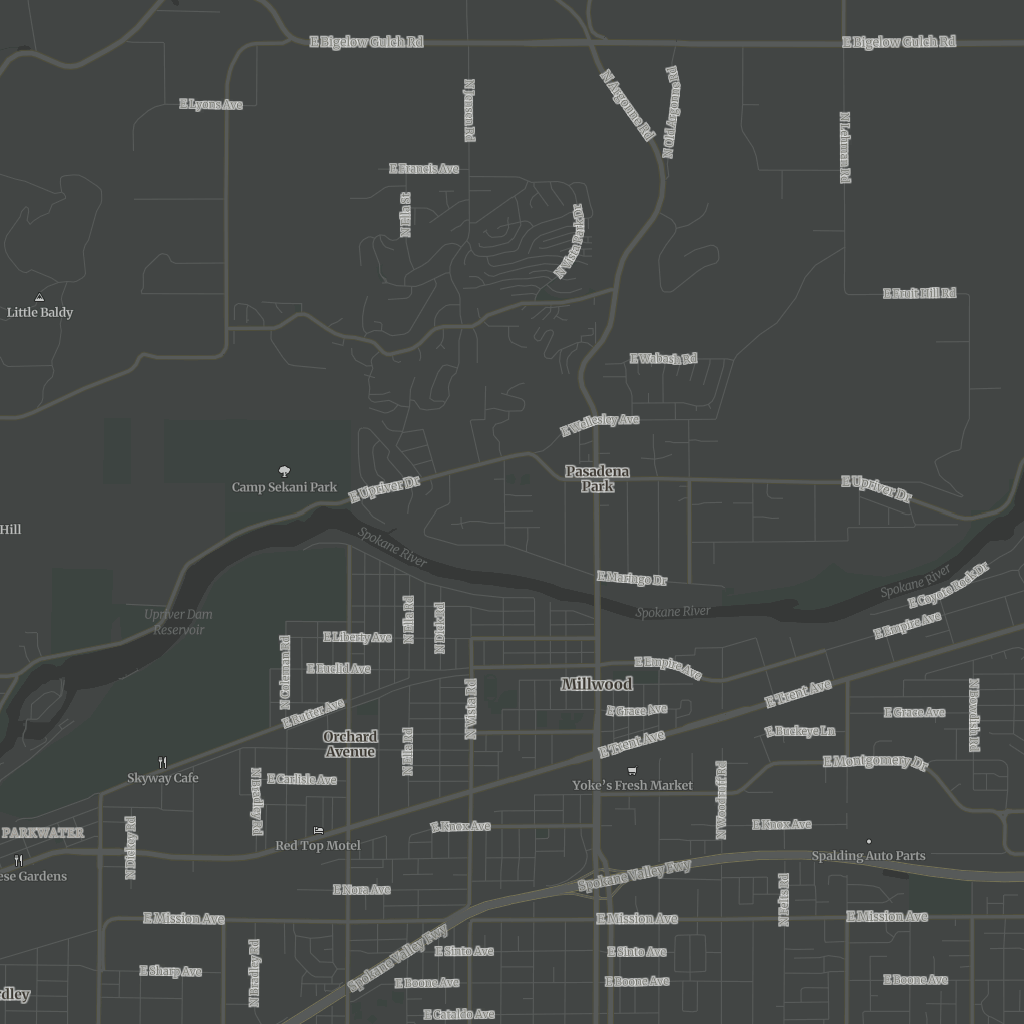 E Bigelow Gulch Rd
E Bigelow Gulch Rd
N Argonne Rd
N Old Argonne Rd
E Lyons Ave
N Jensen Rd
N Lehman Rd
E Francis Ave
N Ella St
N Vista Park Dr
Little Baldy
E Fruit Hill Rd
E Wabash Rd
E Wellesley Ave
Pasadena
Park
Camp Sekani Park
E Upriver Dr
E Upriver Dr
Hill
Spokane River
E Maringo Dr
Spokane River
Spokane River
E Coyote Rock Dr
E Empire Ave
Upriver Dam
Reservoir
N Ella Rd
N Dick Rd
E Liberty Ave
N Coleman Rd
E Euclid Ave
E Empire Ave
Millwood
N Vista Rd
E Trent Ave
E Rutter Ave
E Grace Ave
E Grace Ave
N Bowdish Rd
Orchard
Avenue
N Ella Rd
E Trent Ave
E Buckeye Ln
E Montgomery Dr
Skyway Cafe
E Carlisle Ave
N Bradley Rd
Yoke's Fresh Market
N Woodruff Rd
PARKWATER
N Dickey Rd
E Knox Ave
E Knox Ave
Red Top Motel
Spalding Auto Parts
ese Gardens
Spokane Valley Fwy
E Nora Ave
N Felts Rd
E Mission Ave
E Mission Ave
E Mission Ave
Spokane Valley Fwy
E Sinto Ave
E Sinto Ave
E Sharp Ave
N Bradley Rd
E Boone Ave
E Boone Ave
E Boone Ave
dley
E Cataldo Ave